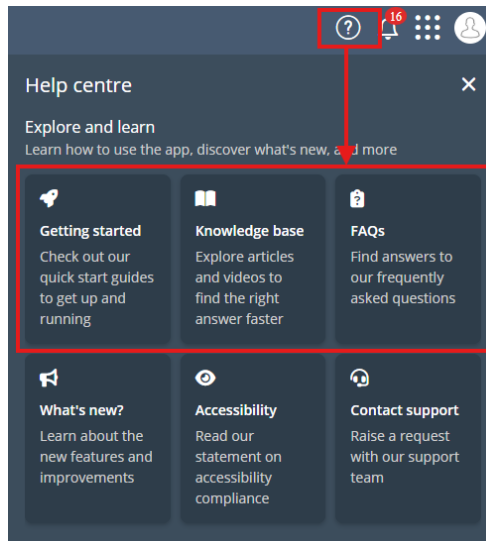 16
Help centre
Explore and learn
Learn how to use the app, discover what's new, and more
Getting started
Check out our
quick start guides
to get up and
running
Knowledge base
Explore articles
and videos to
find the right
answer faster
FAQs
Find answers to
our frequently
asked questions
What's new?
Learn about the
new features and
improvements
Accessibility
Read our
statement on
accessibility
compliance
Contact support
Raise a request
with our support
team